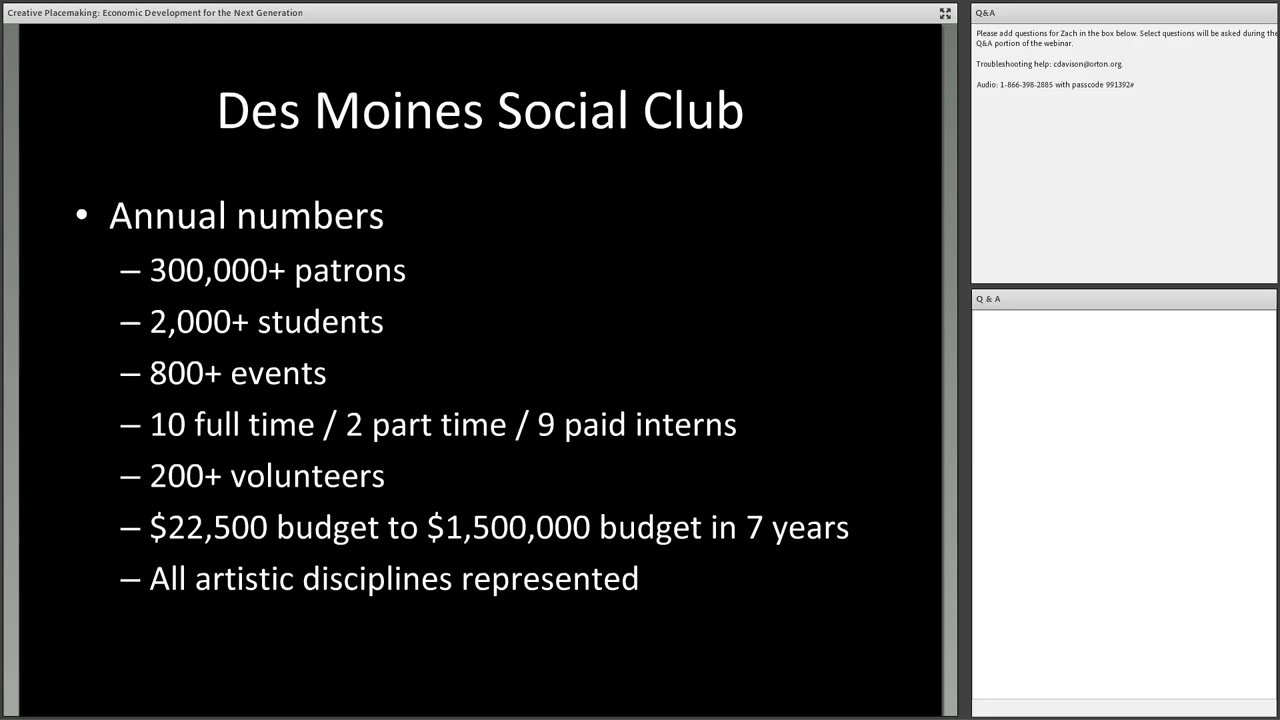 Creative Placemaking: Economic Development for the Next Generation
Des Moines Social Club
• Annual numbers
– 300,000+ patrons
– 2,000+ students
– 800+ events
– 10 full time / 2 part time / 9 paid interns
– 200+ volunteers
– $22,500 budget to $1,500,000 budget in 7 years
– All artistic disciplines represented
Q&A
Please add questions for Zach in the box below. Select questions will be asked during the
Q&A portion of the webinar.
Troubleshooting help: cdavison@orton.org.
Audio: 1-866-398-2885 with passcode 991392#
Q & A